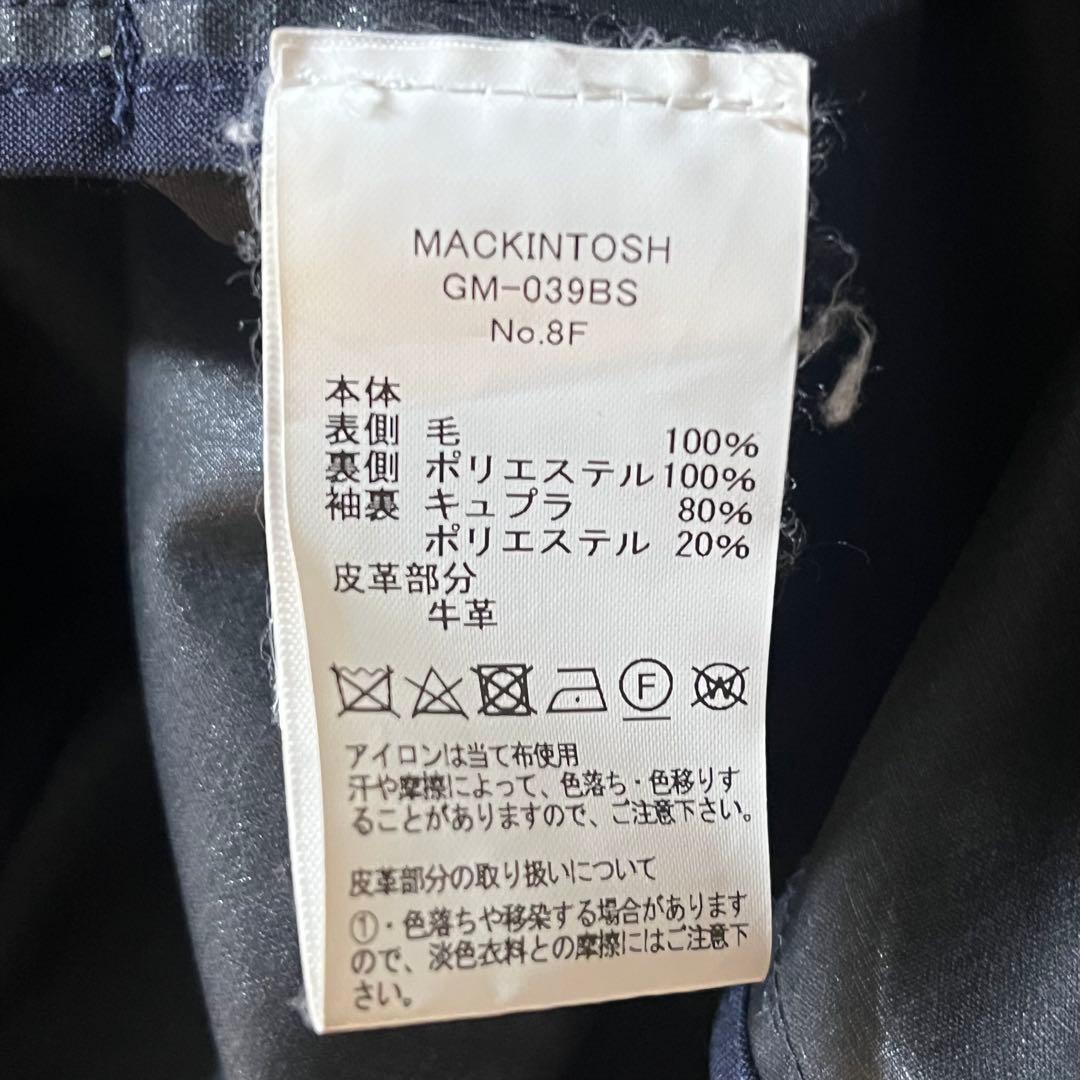 MACKINTOSH
GM-039BS
No.8F
本体
表側 毛 100%
裏側 ポリエステル 100%
袖裏 キュプラ 80%
ポリエステル 20%
皮革部分
牛革
F W
アイロンは当て布使用
汗や摩擦によって、色落ち・色移りす
ることがありますので、ご注意下さい。
皮革部分の取り扱いについて
①・色落ちや移染する場合があります
ので、淡色衣料との摩擦にはご注意下
さい。